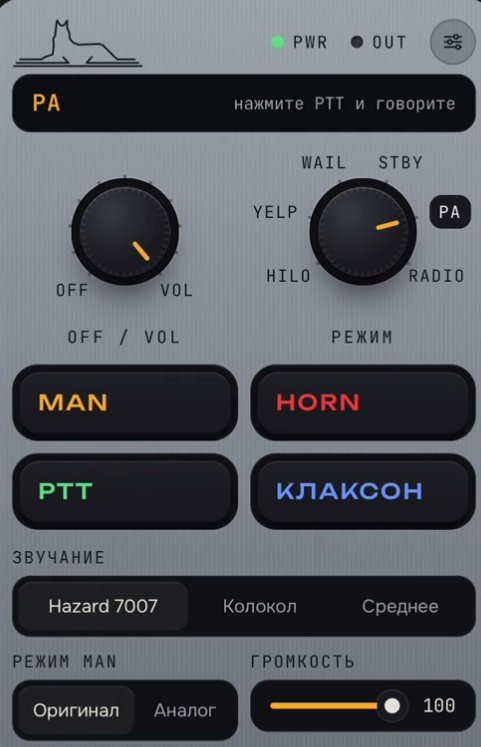 PWR OUT
PA нажмите PTT и говорите
WAIL STBY
YELP PA
HILO RADIO
OFF VOL
OFF / VOL РЕЖИМ
MAN HORN
PTT КЛАКСОН
ЗВУЧАНИЕ
Hazard 7007 Колокол Среднее
РЕЖИМ MAN ГРОМКОСТЬ
Оригинал Аналог 100